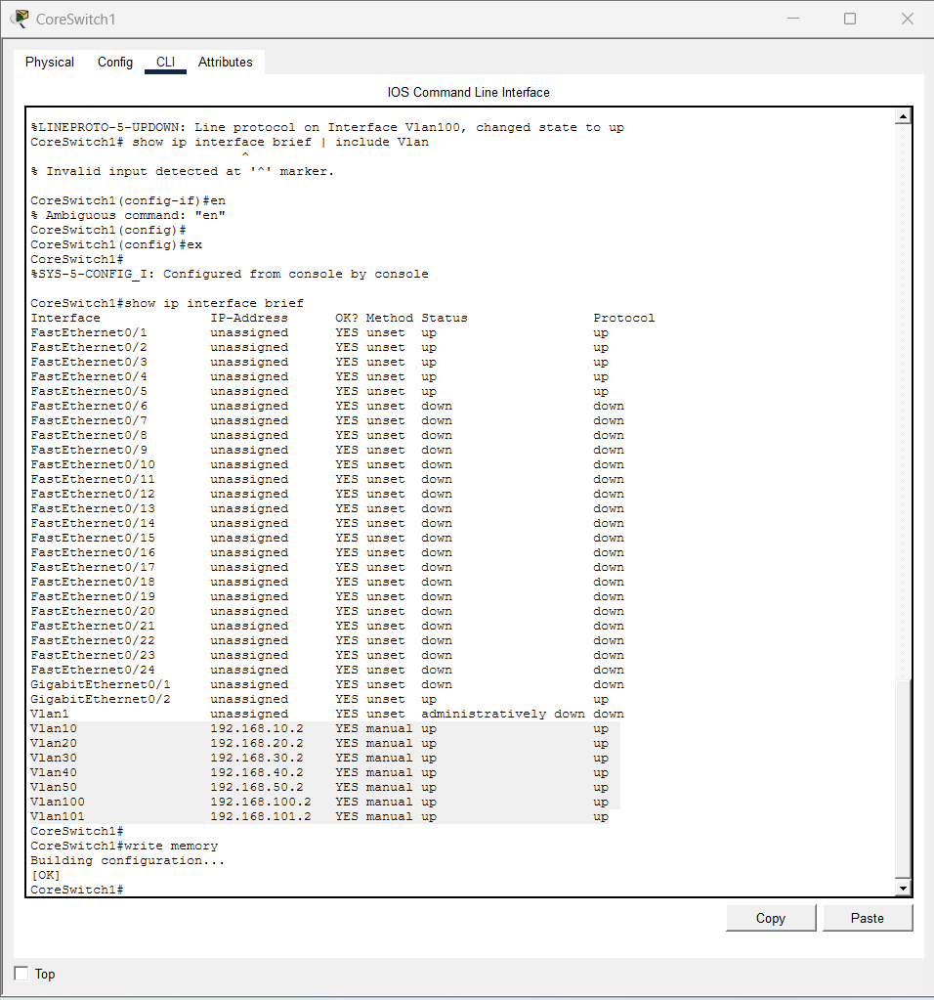 CoreSwitch1
Physical Config CLI Attributes
IOS Command Line Interface
%LINEPROTO-5-UPDOWN: Line protocol on Interface Vlan100, changed state to up
CoreSwitch1# show ip interface brief | include Vlan
^
% Invalid input detected at '^' marker.
CoreSwitch1(config-if)#en
% Ambiguous command: "en"
CoreSwitch1(config)#
CoreSwitch1(config)#ex
CoreSwitch1#
%SYS-5-CONFIG_I: Configured from console by console
CoreSwitch1#show ip interface brief
Interface IP-Address OK? Method Status Protocol
FastEthernet0/1 unassigned YES unset up up
FastEthernet0/2 unassigned YES unset up up
FastEthernet0/3 unassigned YES unset up up
FastEthernet0/4 unassigned YES unset up up
FastEthernet0/5 unassigned YES unset up up
FastEthernet0/6 unassigned YES unset down down
FastEthernet0/7 unassigned YES unset down down
FastEthernet0/8 unassigned YES unset down down
FastEthernet0/9 unassigned YES unset down down
FastEthernet0/10 unassigned YES unset down down
FastEthernet0/11 unassigned YES unset down down
FastEthernet0/12 unassigned YES unset down down
FastEthernet0/13 unassigned YES unset down down
FastEthernet0/14 unassigned YES unset down down
FastEthernet0/15 unassigned YES unset down down
FastEthernet0/16 unassigned YES unset down down
FastEthernet0/17 unassigned YES unset down down
FastEthernet0/18 unassigned YES unset down down
FastEthernet0/19 unassigned YES unset down down
FastEthernet0/20 unassigned YES unset down down
FastEthernet0/21 unassigned YES unset down down
FastEthernet0/22 unassigned YES unset down down
FastEthernet0/23 unassigned YES unset down down
FastEthernet0/24 unassigned YES unset down down
GigabitEthernet0/1 unassigned YES unset down down
GigabitEthernet0/2 unassigned YES unset up up
Vlan1 unassigned YES unset administratively down down
Vlan10 192.168.10.2 YES manual up up
Vlan20 192.168.20.2 YES manual up up
Vlan30 192.168.30.2 YES manual up up
Vlan40 192.168.40.2 YES manual up up
Vlan50 192.168.50.2 YES manual up up
Vlan100 192.168.100.2 YES manual up up
Vlan101 192.168.101.2 YES manual up up
CoreSwitch1#
CoreSwitch1#write memory
Building configuration...
[OK]
CoreSwitch1#
Copy Paste
Top